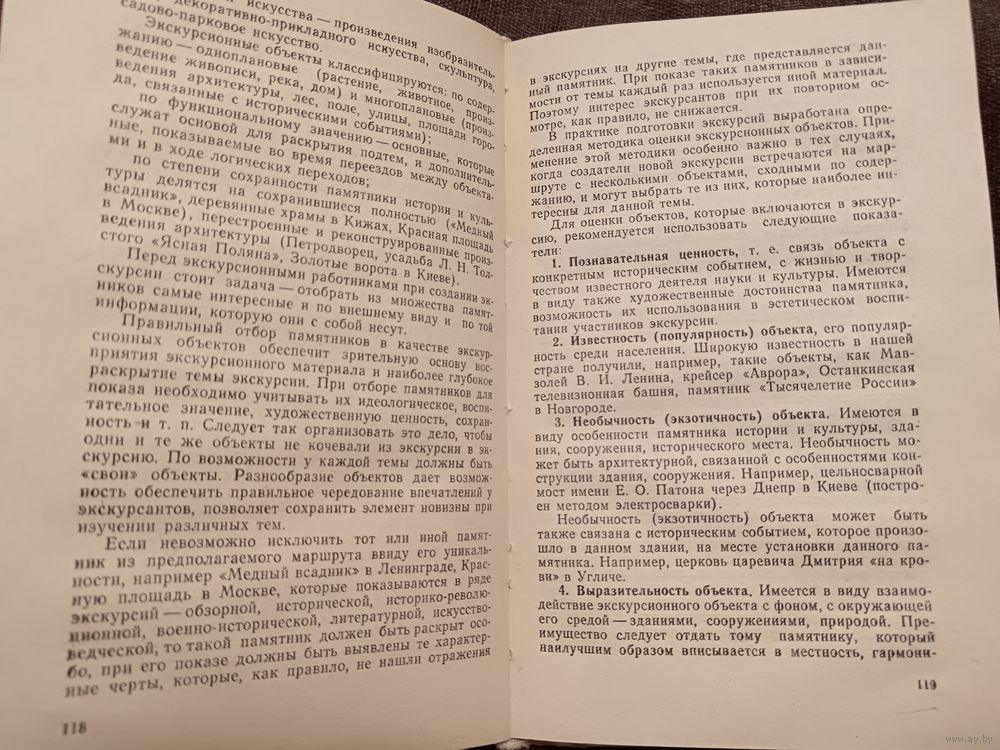 искусства — произведения изобразитель-
декоративно-прикладного искусства, скульптура,
садово-парковое искусство.
Экскурсионные объекты классифицируются: по содер-
жанию — одноплановые (растение, животное, произ-
ведение живописи, река, дом) и многоплановые (произ-
ведения архитектуры, лес, поле, улицы, площади горо-
да, связанные с историческими событиями);
по функциональному значению — основные, которые
служат основой для раскрытия подтем, и дополнитель-
ные, показываемые во время переездов между объекта-
ми и в ходе логических переходов;
по степени сохранности памятники истории и куль-
туры делятся на сохранившиеся полностью («Медный
всадник», деревянные храмы в Кижах, Красная площадь
в Москве), перестроенные и реконструированные произ-
ведения архитектуры (Петродворец, усадьба Л. Н. Тол-
стого «Ясная Поляна», Золотые ворота в Киеве).
Перед экскурсионными работниками при создании эк-
скурсии стоит задача — отобрать из множества памят-
ников самые интересные и по внешнему виду и по той
информации, которую они с собой несут.
Правильный отбор памятников в качестве экскур-
сионных объектов обеспечит зрительную основу вос-
приятия экскурсионного материала и наиболее глубокое
раскрытие темы экскурсии. При отборе памятников для
показа необходимо учитывать их идеологическое, воспи-
тательное значение, художественную ценность, сохран-
ность и т. п. Следует так организовать это дело, чтобы
одни и те же объекты не кочевали из экскурсии в эк-
скурсию. По возможности у каждой темы должны быть
«свои» объекты. Разнообразие объектов дает возмож-
ность обеспечить правильное чередование впечатлений у
экскурсантов, позволяет сохранить элемент новизны при
изучении различных тем.
Если невозможно исключить тот или иной памят-
ник из предполагаемого маршрута ввиду его уникаль-
ности, например «Медный всадник» в Ленинграде, Крас-
ную площадь в Москве, которые показываются в ряде
экскурсий — обзорной, исторической, историко-револю-
ционной, военно-исторической, литературной, искусство-
ведческой, то такой памятник должен быть раскрыт осо-
бо, при его показе должны быть выявлены те характер-
ные черты, которые, как правило, не нашли отражения
118
в экскурсиях на другие темы, где представляется дан-
ный памятник. При показе таких памятников в зависи-
мости от темы каждый раз используется иной материал.
Поэтому интерес экскурсантов при их повторном ос-
мотре, как правило, не снижается.
В практике подготовки экскурсий выработана опре-
деленная методика оценки экскурсионных объектов. При-
менение этой методики особенно важно в тех случаях,
когда создатели новой экскурсии встречаются на мар-
шруте с несколькими объектами, сходными по содер-
жанию, и могут выбрать те из них, которые наиболее ин-
тересны для данной темы.
Для оценки объектов, которые включаются в экскур-
сию, рекомендуется использовать следующие показа-
тели:
1. Познавательная ценность, т. е. связь объекта с
конкретным историческим событием, с жизнью и твор-
чеством известного деятеля науки и культуры. Имеются
в виду также художественные достоинства памятника,
возможность их использования в эстетическом воспи-
тании участников экскурсии.
2. Известность (популярность) объекта, его популяр-
ность среди населения. Широкую известность в нашей
стране получили, например, такие объекты, как Мав-
золей В. И. Ленина, крейсер «Аврора», Останкинская
телевизионная башня, памятник «Тысячелетие России»
в Новгороде.
3. Необычность (экзотичность) объекта. Имеются в
виду особенности памятника истории и культуры, зда-
ния, сооружения, исторического места. Необычность мо-
жет быть архитектурной, связанной с особенностями кон-
струкции здания, сооружения. Например, цельносварной
мост имени Е. О. Патона через Днепр в Киеве (построе-
ен методом электросварки).
Необычность (экзотичность) объекта может быть
также связана с историческим событием, которое произо-
шло в данном здании, на месте установки данного па-
мятника. Например, церковь царевича Дмитрия «на кро-
ви» в Угличе.
4. Выразительность объекта. Имеется в виду взаимо-
действие экскурсионного объекта с фоном, с окружающей
его средой — зданиями, сооружениями, природой. Пре-
имущество следует отдать тому памятнику, который
наилучшим образом вписывается в местность, гармони-
119
www.ay.by